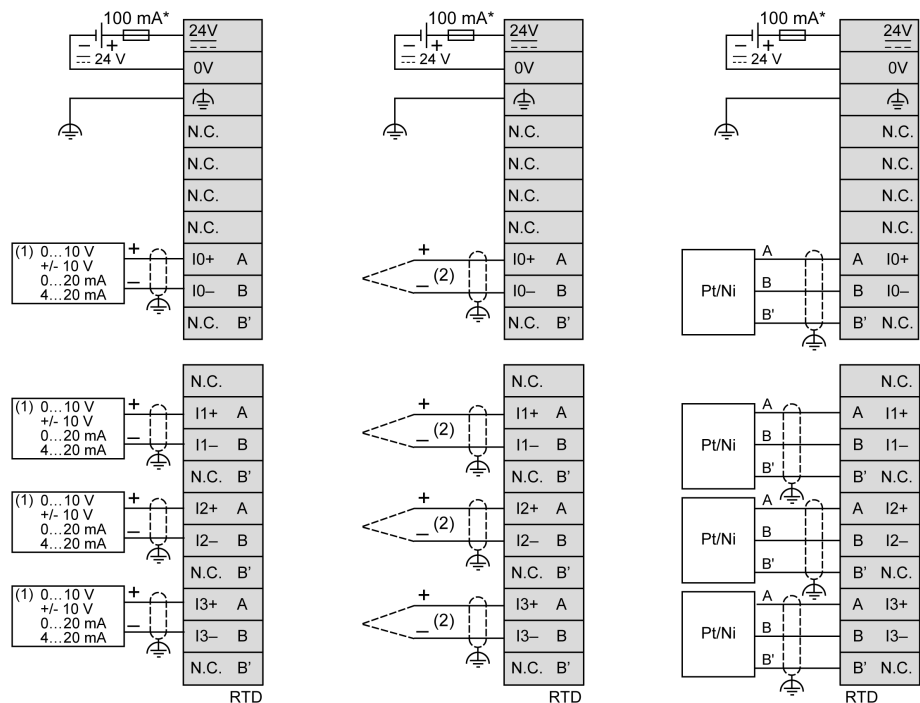 100 mA*
24V
– +
24 V
0V
N.C.
N.C.
N.C.
N.C.
(1) 0...10 V
+/- 10 V
0...20 mA
4...20 mA
+
–
I0+ A
I0– B
N.C. B'
N.C.
(1) 0...10 V
+/- 10 V
0...20 mA
4...20 mA
+
–
I1+ A
I1– B
N.C. B'
(1) 0...10 V
+/- 10 V
0...20 mA
4...20 mA
+
–
I2+ A
I2– B
N.C. B'
(1) 0...10 V
+/- 10 V
0...20 mA
4...20 mA
+
–
I3+ A
I3– B
N.C. B'
RTD
100 mA*
24V
– +
24 V
0V
N.C.
N.C.
N.C.
N.C.
+
(2)
–
I0+ A
I0– B
N.C. B'
N.C.
+
(2)
–
I1+ A
I1– B
N.C. B'
+
(2)
–
I2+ A
I2– B
N.C. B'
+
(2)
–
I3+ A
I3– B
N.C. B'
RTD
100 mA*
24V
– +
24 V
0V
N.C.
N.C.
N.C.
N.C.
Pt/Ni
A
B
B'
A I0+
B I0–
B' N.C.
N.C.
Pt/Ni
A
B
B'
A I1+
B I1–
B' N.C.
Pt/Ni
A
B
B'
A I2+
B I2–
B' N.C.
Pt/Ni
A
B
B'
A I3+
B I3–
B' N.C.
RTD